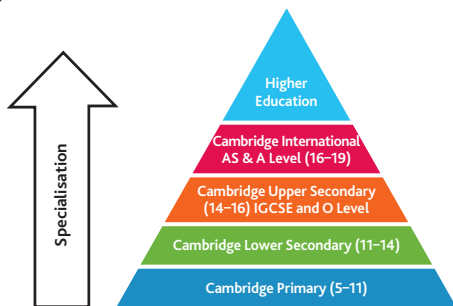 Higher
Education
Cambridge International
AS & A Level (16–19)
Cambridge Upper Secondary
(14–16) IGCSE and O Level
Cambridge Lower Secondary (11–14)
Cambridge Primary (5–11)
Specialisation